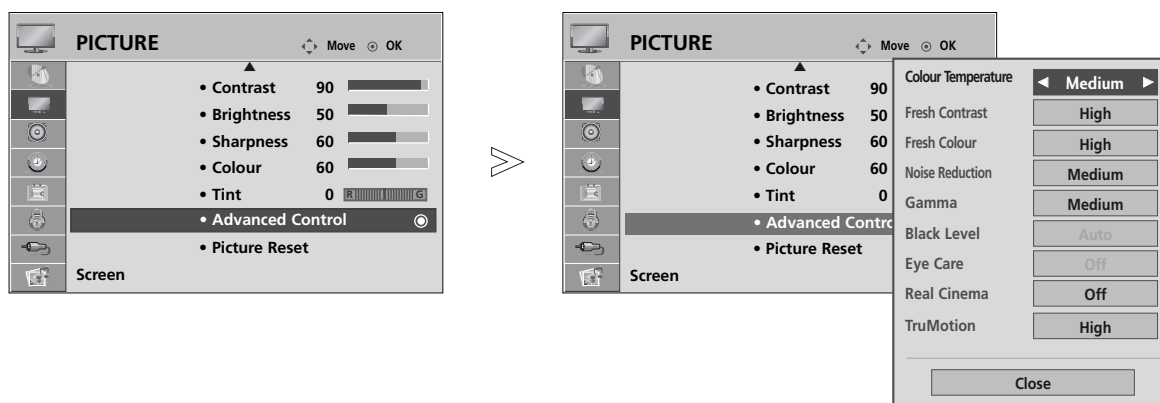 PICTURE
Move
OK
• Contrast 90
• Brightness 50
• Sharpness 60
• Colour 60
• Tint 0 R G
• Advanced Control
• Picture Reset
Screen
PICTURE
Move
OK
• Contrast 90
• Brightness 50
• Sharpness 60
• Colour 60
• Tint 0
• Advanced Contro
• Picture Reset
Screen
Colour Temperature Medium
Fresh Contrast High
Fresh Colour High
Noise Reduction Medium
Gamma Medium
Black Level Auto
Eye Care Off
Real Cinema Off
TruMotion High
Close